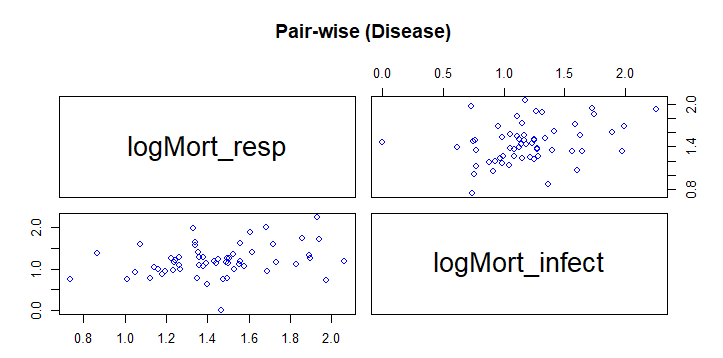 Pair-wise (Disease)
0.0 0.5 1.0 1.5 2.0
logMort_resp
0.8 1.4 2.0
0.0 1.0 2.0
logMort_infect
0.8 1.0 1.2 1.4 1.6 1.8 2.0